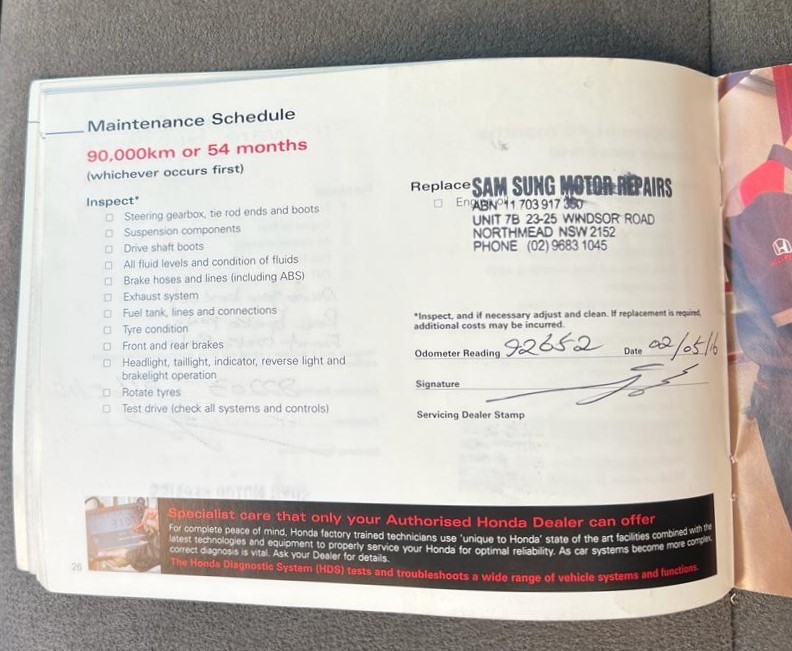 Maintenance Schedule
90,000km or 54 months
(whichever occurs first)
Inspect*
Steering gearbox, tie rod ends and boots
Suspension components
Drive shaft boots
All fluid levels and condition of fluids
Brake hoses and lines (including ABS)
Exhaust system
Fuel tank, lines and connections
Tyre condition
Front and rear brakes
Headlight, taillight, indicator, reverse light and
brakelight operation
Rotate tyres
Test drive (check all systems and controls)
Replace
SAM SUNG MOTOR REPAIRS
ABN 11 703 917
UNIT 7B 23-25 WINDSOR ROAD
NORTHMEAD NSW 2152
PHONE (02) 9683 1045
*Inspect, and if necessary adjust and clean. If replacement is required,
additional costs may be incurred.
Odometer Reading 92652 Date 02/05/16
Signature
Servicing Dealer Stamp
Specialist care that only your Authorised Honda Dealer can offer
For complete peace of mind, Honda factory trained technicians use 'unique to Honda' state of the art facilities combined with the
latest technologies and equipment to properly service your Honda for optimal reliability. As car systems become more complex,
correct diagnosis is vital. Ask your Dealer for details.
The Honda Diagnostic System (HDS) tests and troubleshoots a wide range of vehicle systems and functions.
26